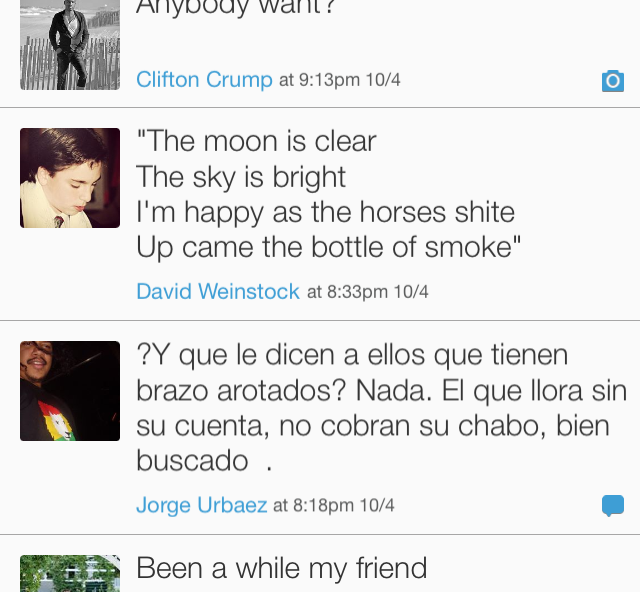 Anybody want?
Clifton Crump at 9:13pm 10/4
"The moon is clear
The sky is bright
I'm happy as the horses shite
Up came the bottle of smoke"
David Weinstock at 8:33pm 10/4
?Y que le dicen a ellos que tienen
brazo arotados? Nada. El que llora sin
su cuenta, no cobran su chabo, bien
buscado .
Jorge Urbaez at 8:18pm 10/4
Been a while my friend